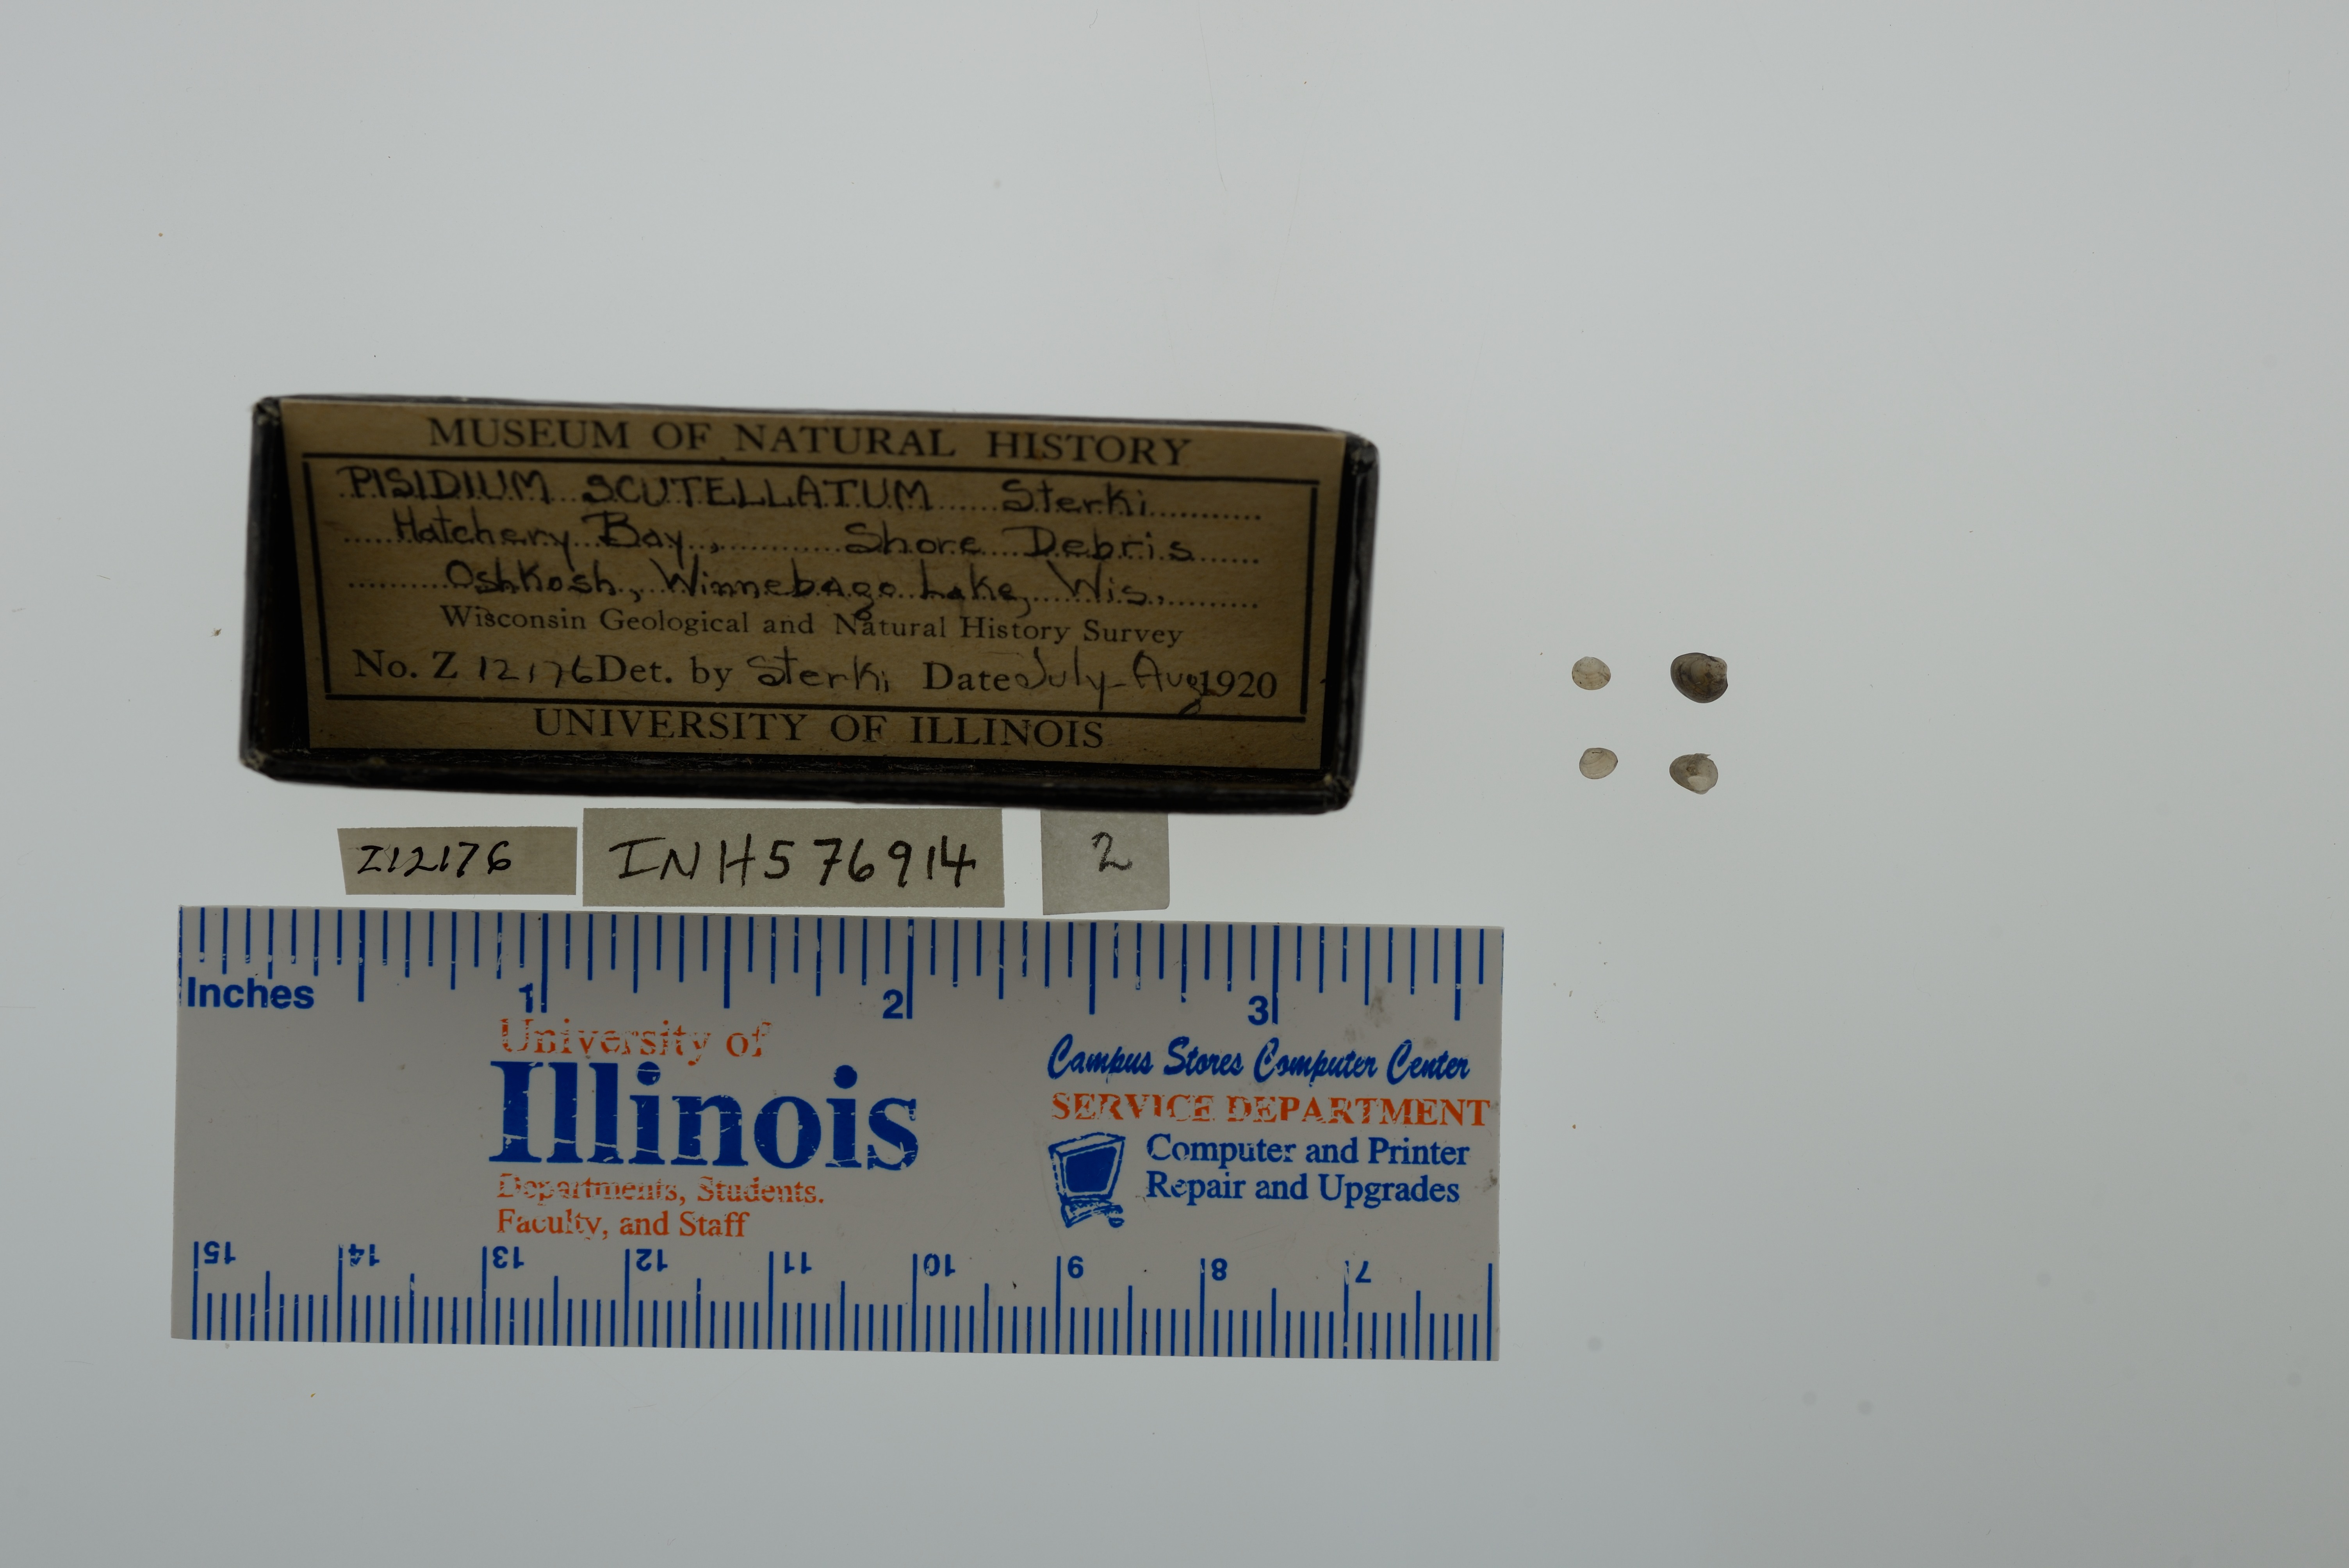 MUSEUM OF NATURAL HISTORY
PISIDIUM SCUTELLATUM Sterki
Hatchery Bay, Shore Debris
Oshkosh, Winnebago Lake, Wis.,
Wisconsin Geological and Natural History Survey
No. Z 12176 Det. by Sterki Date July-Aug 1920
UNIVERSITY OF ILLINOIS
Z12176
INH576914
2
Inches 1 2 3
University of
Illinois
Departments, Students.
Faculty, and Staff
Campus Stores Computer Center
SERVICE DEPARTMENT
Computer and Printer
Repair and Upgrades
15 14 13 12 11 10 9 8 7